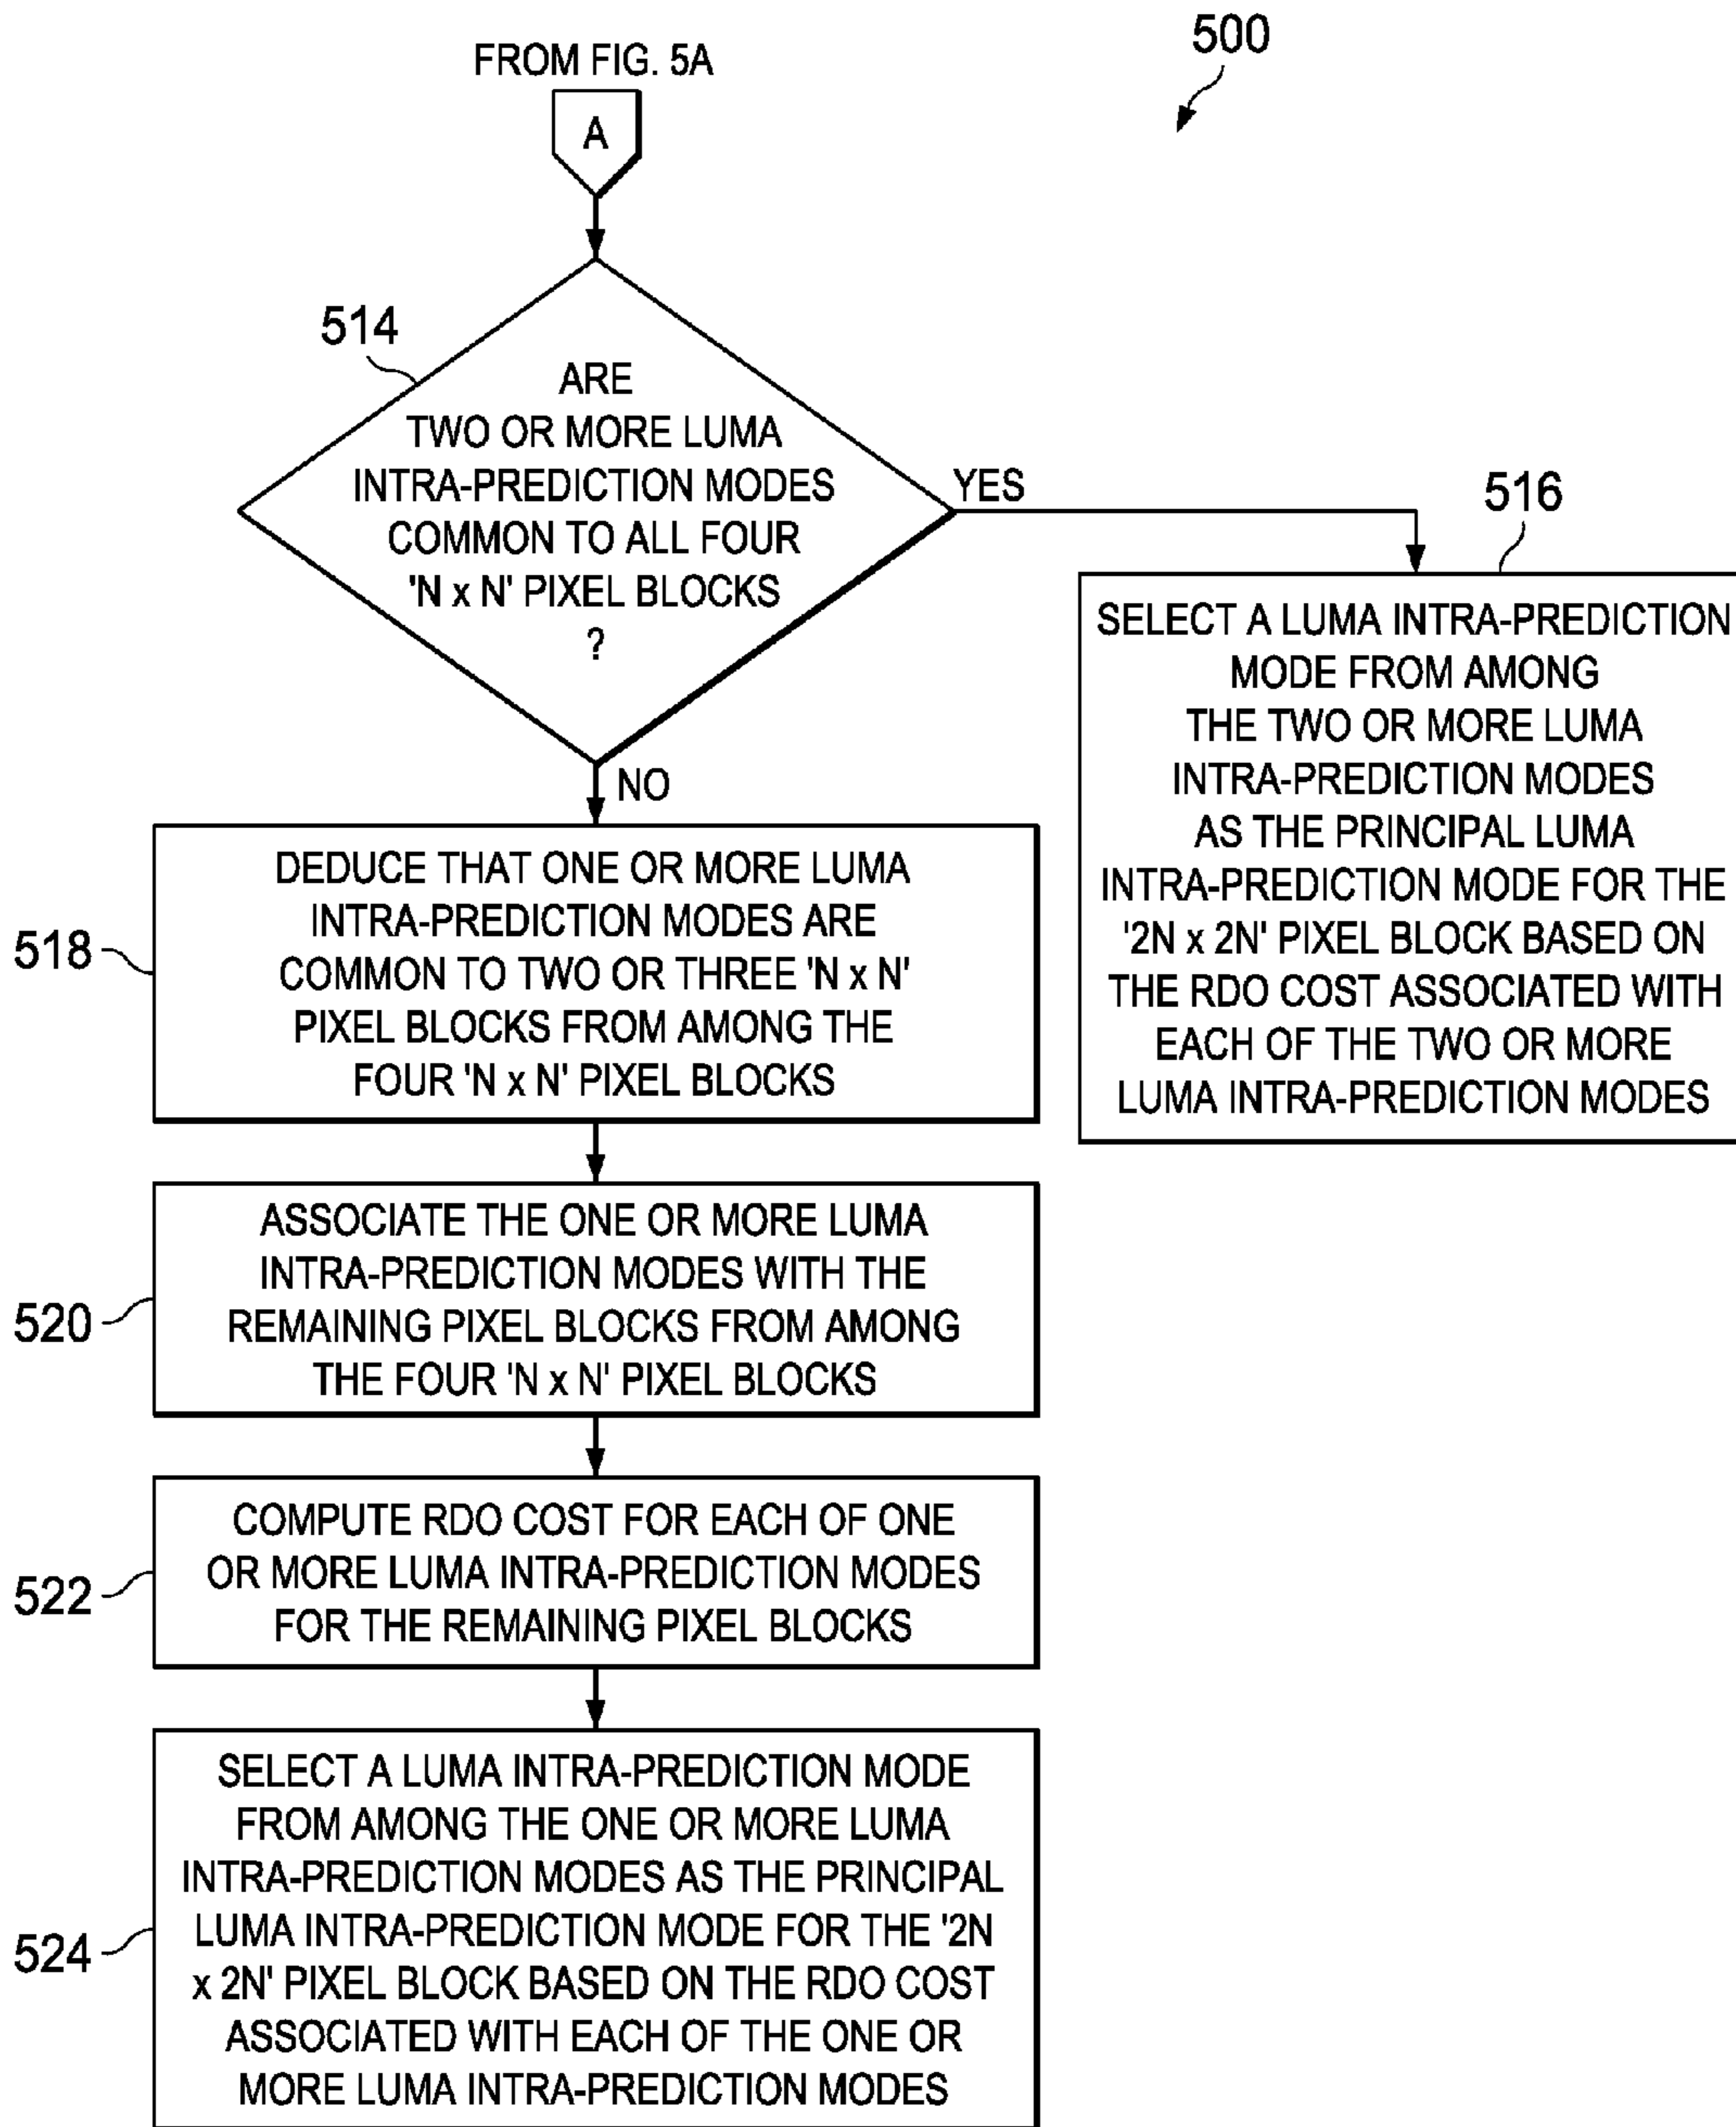 500
FROM FIG. 5A
A
514
ARE
TWO OR MORE LUMA
INTRA-PREDICTION MODES
COMMON TO ALL FOUR
'N x N' PIXEL BLOCKS
?
YES
516
SELECT A LUMA INTRA-PREDICTION
MODE FROM AMONG
THE TWO OR MORE LUMA
INTRA-PREDICTION MODES
AS THE PRINCIPAL LUMA
INTRA-PREDICTION MODE FOR THE
'2N x 2N' PIXEL BLOCK BASED ON
THE RDO COST ASSOCIATED WITH
EACH OF THE TWO OR MORE
LUMA INTRA-PREDICTION MODES
NO
518
DEDUCE THAT ONE OR MORE LUMA
INTRA-PREDICTION MODES ARE
COMMON TO TWO OR THREE 'N x N'
PIXEL BLOCKS FROM AMONG THE
FOUR 'N x N' PIXEL BLOCKS
520
ASSOCIATE THE ONE OR MORE LUMA
INTRA-PREDICTION MODES WITH THE
REMAINING PIXEL BLOCKS FROM AMONG
THE FOUR 'N x N' PIXEL BLOCKS
522
COMPUTE RDO COST FOR EACH OF ONE
OR MORE LUMA INTRA-PREDICTION MODES
FOR THE REMAINING PIXEL BLOCKS
524
SELECT A LUMA INTRA-PREDICTION MODE
FROM AMONG THE ONE OR MORE LUMA
INTRA-PREDICTION MODES AS THE PRINCIPAL
LUMA INTRA-PREDICTION MODE FOR THE '2N
x 2N' PIXEL BLOCK BASED ON THE RDO COST
ASSOCIATED WITH EACH OF THE ONE OR
MORE LUMA INTRA-PREDICTION MODES